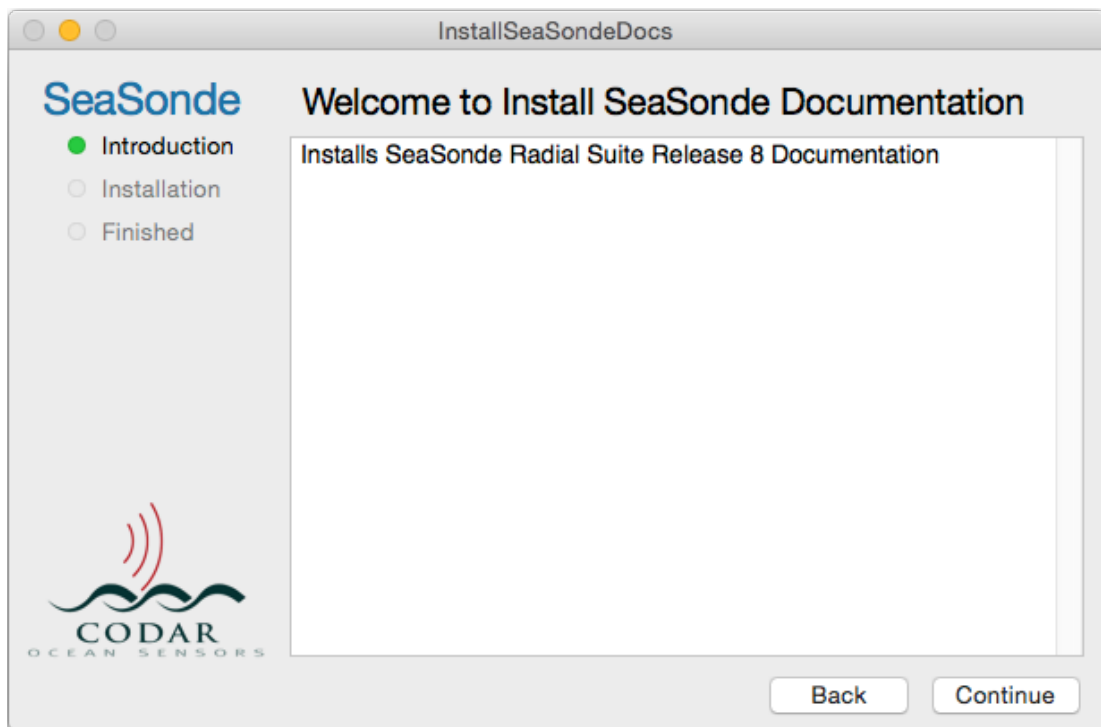 InstallSeaSondeDocs
SeaSonde
Introduction
Installation
Finished
Welcome to Install SeaSonde Documentation
Installs SeaSonde Radial Suite Release 8 Documentation
CODAR
OCEAN SENSORS
Back
Continue